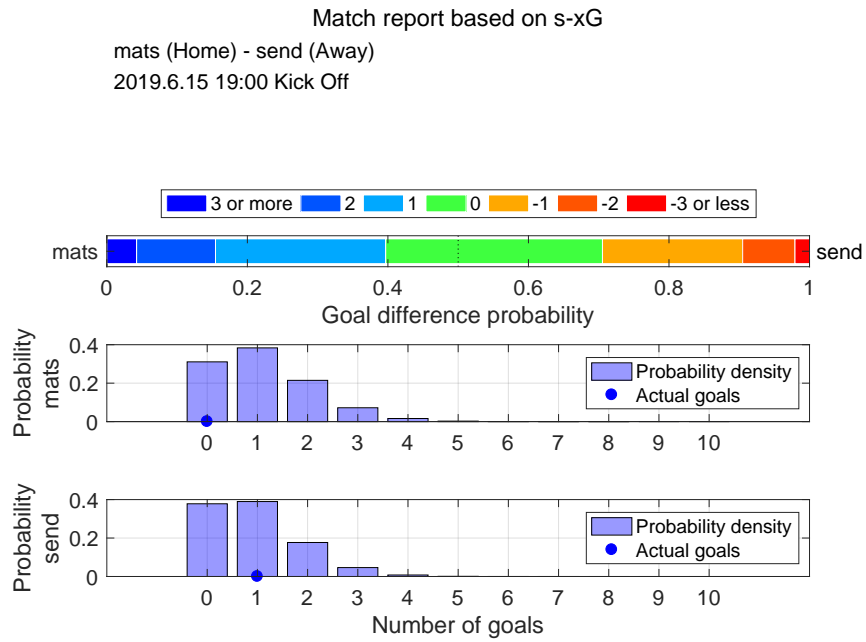 Match report based on s-xG
mats (Home) - send (Away)
2019.6.15 19:00 Kick Off
3 or more 2 1 0 -1 -2 -3 or less
mats send
0 0.2 0.4 0.6 0.8 1
Goal difference probability
Probability
mats
0.4
0.2
0
Probability density
Actual goals
0 1 2 3 4 5 6 7 8 9 10
Probability
send
0.4
0.2
0
Probability density
Actual goals
0 1 2 3 4 5 6 7 8 9 10
Number of goals